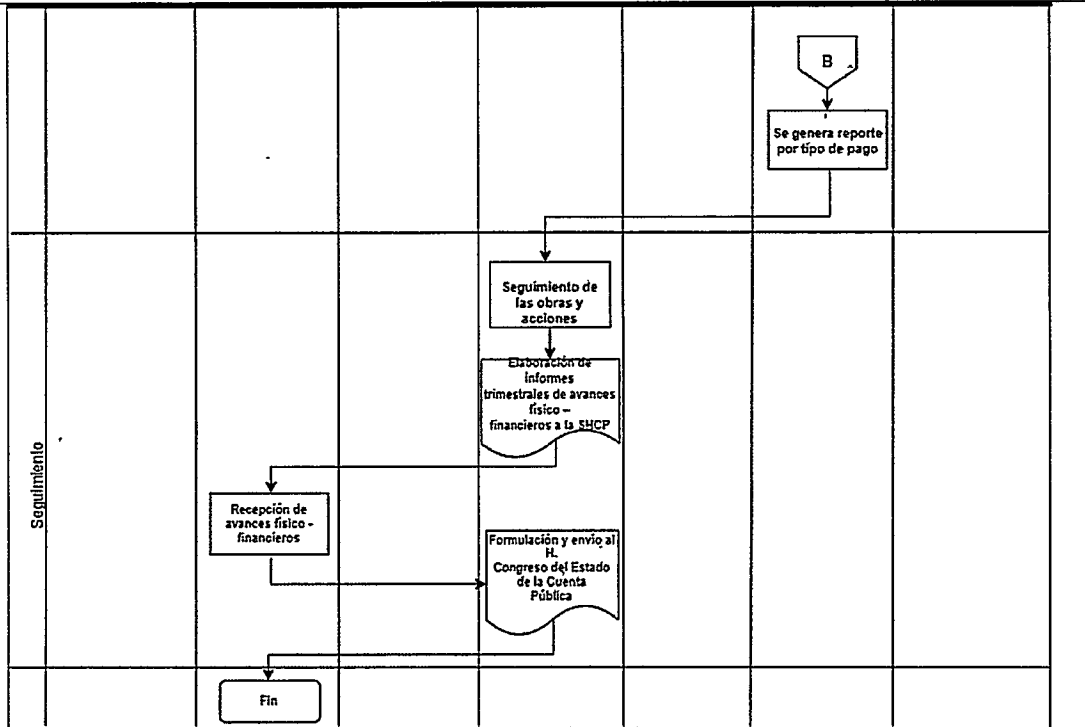 B
Se genera reporte
por tipo de pago
Seguimiento de
las obras y
acciones
Elaboración de
informes
trimestrales de avances
físico –
financieros a la SHCP
Seguimiento
Recepción de
avances físico -
financieros
Formulación y envío al
H.
Congreso del Estado
de la Cuenta
Pública
Fin